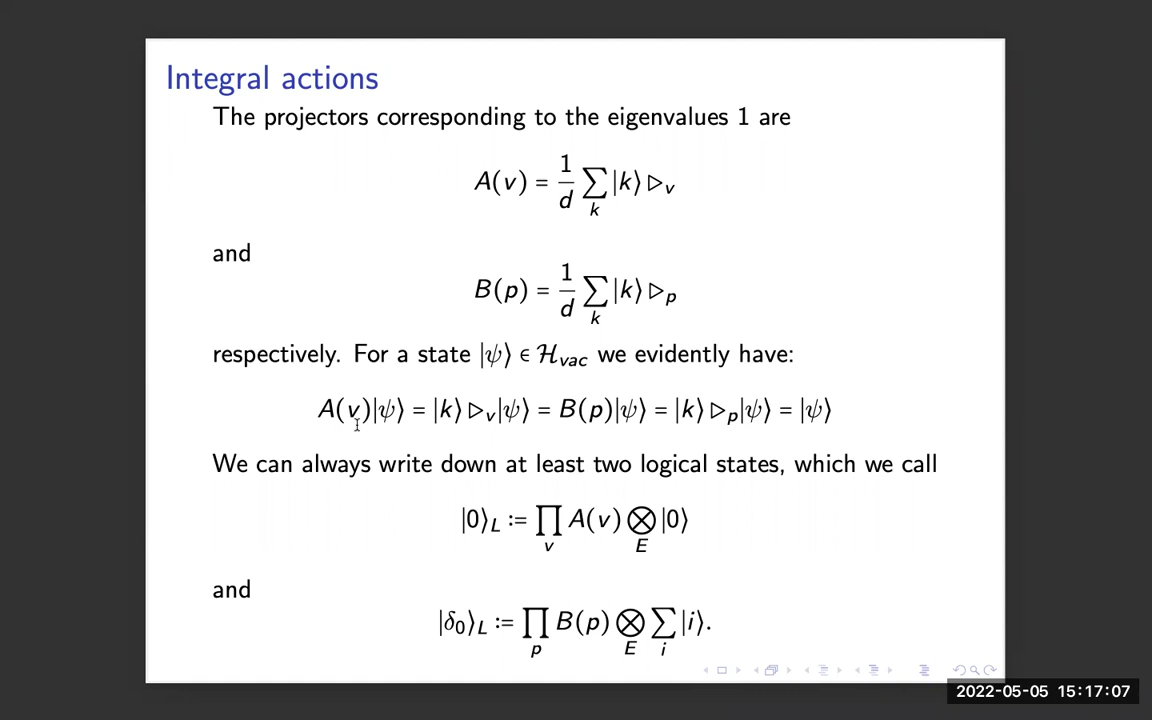 Integral actions
The projectors corresponding to the eigenvalues 1 are
A(v) = 1/d ∑_k |k⟩ ▷_v
and
B(p) = 1/d ∑_k |k⟩ ▷_p
respectively. For a state |ψ⟩ ∈ ℋ_vac we evidently have:
A(v)|ψ⟩ = |k⟩ ▷_v|ψ⟩ = B(p)|ψ⟩ = |k⟩ ▷_p|ψ⟩ = |ψ⟩
We can always write down at least two logical states, which we call
|0⟩_L := ∏_v A(v) ⨂_E |0⟩
and
|δ_0⟩_L := ∏_p B(p) ⨂_E ∑_i |i⟩.
2022-05-05 15:17:07